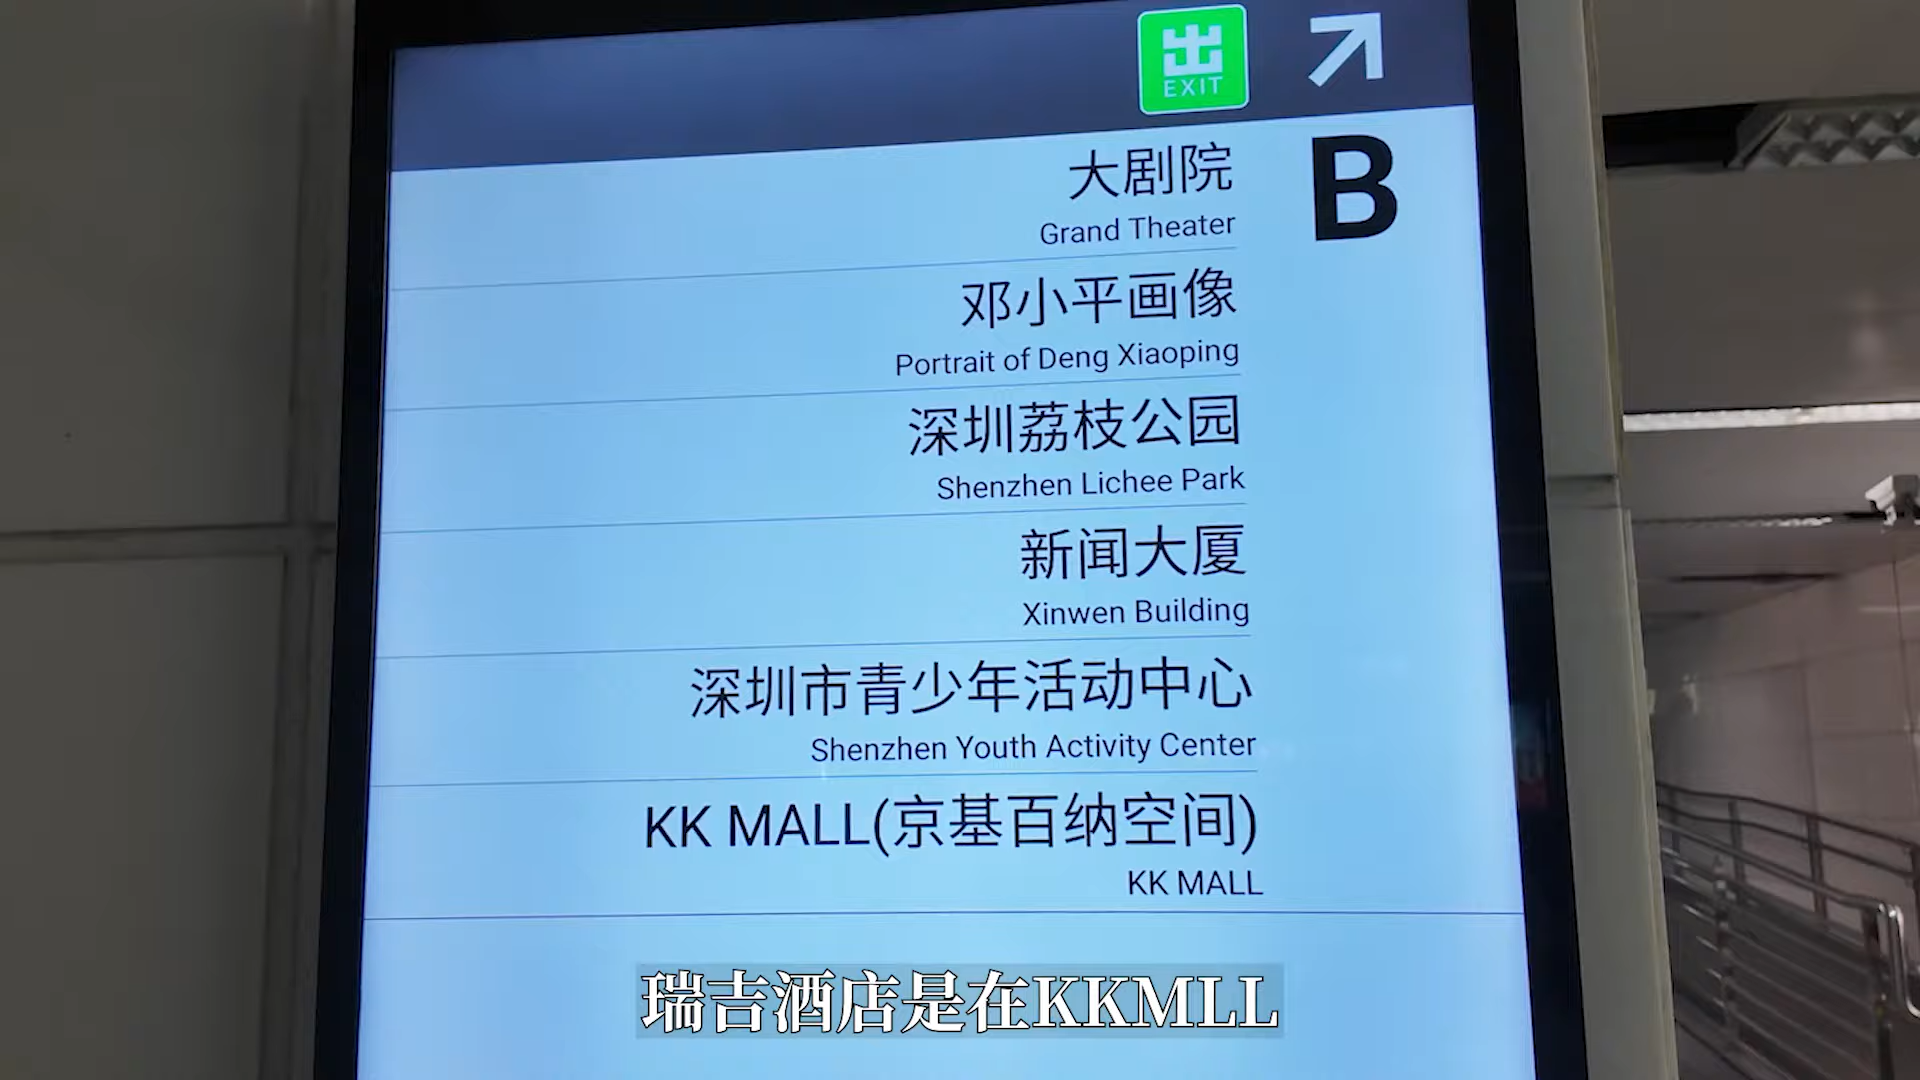 出
EXIT
B
大剧院
Grand Theater
邓小平画像
Portrait of Deng Xiaoping
深圳荔枝公园
Shenzhen Lichee Park
新闻大厦
Xinwen Building
深圳市青少年活动中心
Shenzhen Youth Activity Center
KK MALL(京基百纳空间)
KK MALL
瑞吉酒店是在KKMLL